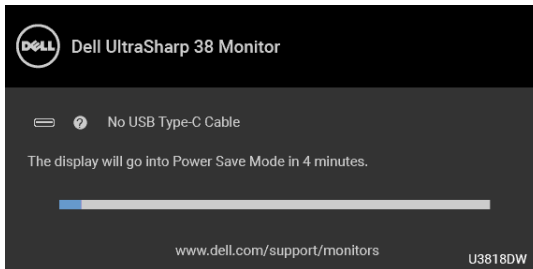 DELL
Dell UltraSharp 38 Monitor
? No USB Type-C Cable
The display will go into Power Save Mode in 4 minutes.
www.dell.com/support/monitors
U3818DW